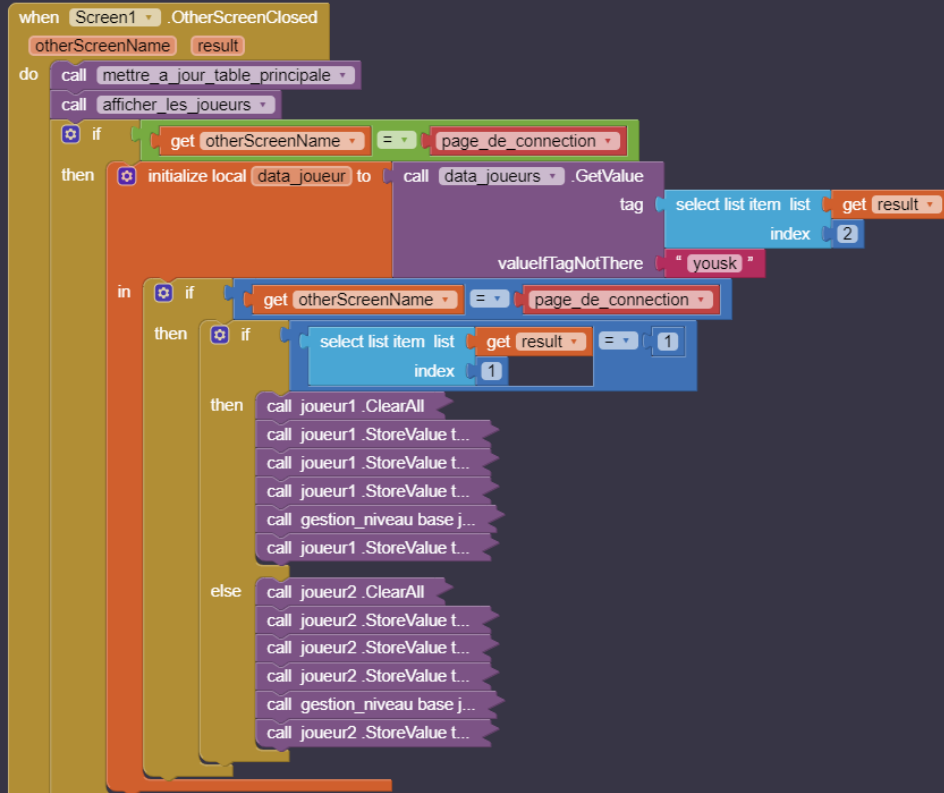 when Screen1 .OtherScreenClosed
otherScreenName result
do call mettre_a_jour_table_principale
call afficher_les_joueurs
if get otherScreenName = page_de_connection
then initialize local data_joueur to call data_joueurs .GetValue
tag select list item list get result
index 2
valueIfTagNotThere " yousk "
in if get otherScreenName = page_de_connection
then if select list item list get result = 1
index 1
then call joueur1 .ClearAll
call joueur1 .StoreValue t...
call joueur1 .StoreValue t...
call joueur1 .StoreValue t...
call gestion_niveau base j...
call joueur1 .StoreValue t...
else call joueur2 .ClearAll
call joueur2 .StoreValue t...
call joueur2 .StoreValue t...
call joueur2 .StoreValue t...
call gestion_niveau base j...
call joueur2 .StoreValue t...